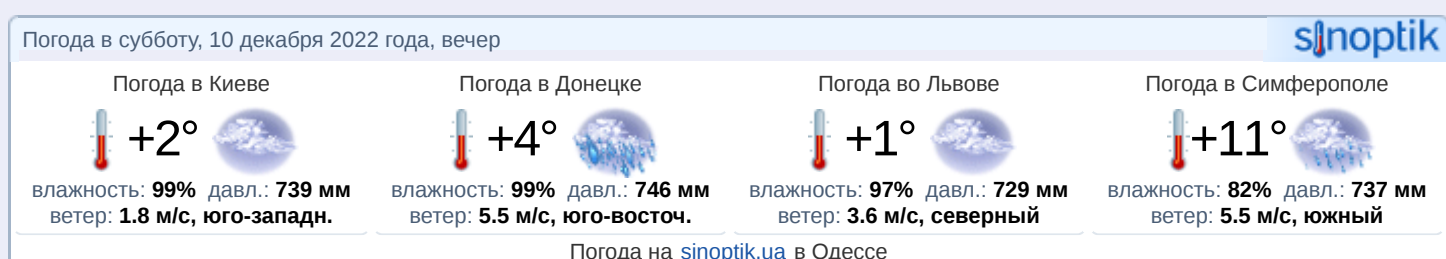 Погода в субботу, 10 декабря 2022 года, вечер
sinoptik
Погода в Киеве
+2°
влажность: 99% давл.: 739 мм
ветер: 1.8 м/с, юго-западн.
Погода в Донецке
+4°
влажность: 99% давл.: 746 мм
ветер: 5.5 м/с, юго-восточ.
Погода во Львове
+1°
влажность: 97% давл.: 729 мм
ветер: 3.6 м/с, северный
Погода в Симферополе
+11°
влажность: 82% давл.: 737 мм
ветер: 5.5 м/с, южный
Погода на sinoptik.ua в Одессе